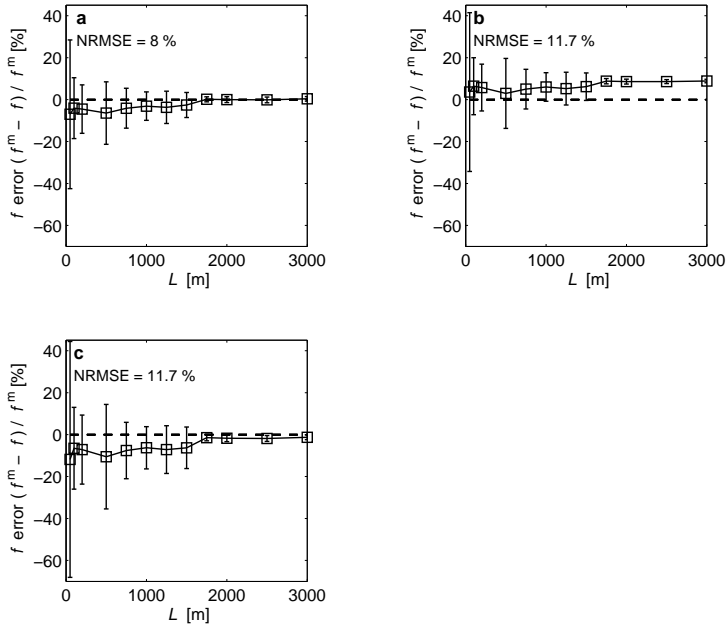 a
NRMSE = 8 %
f error ( f^m − f ) / f^m [%]
40
20
0
−20
−40
−60
0 1000 2000 3000
L [m]
b
NRMSE = 11.7 %
f error ( f^m − f ) / f^m [%]
40
20
0
−20
−40
−60
0 1000 2000 3000
L [m]
c
NRMSE = 11.7 %
f error ( f^m − f ) / f^m [%]
40
20
0
−20
−40
−60
0 1000 2000 3000
L [m]